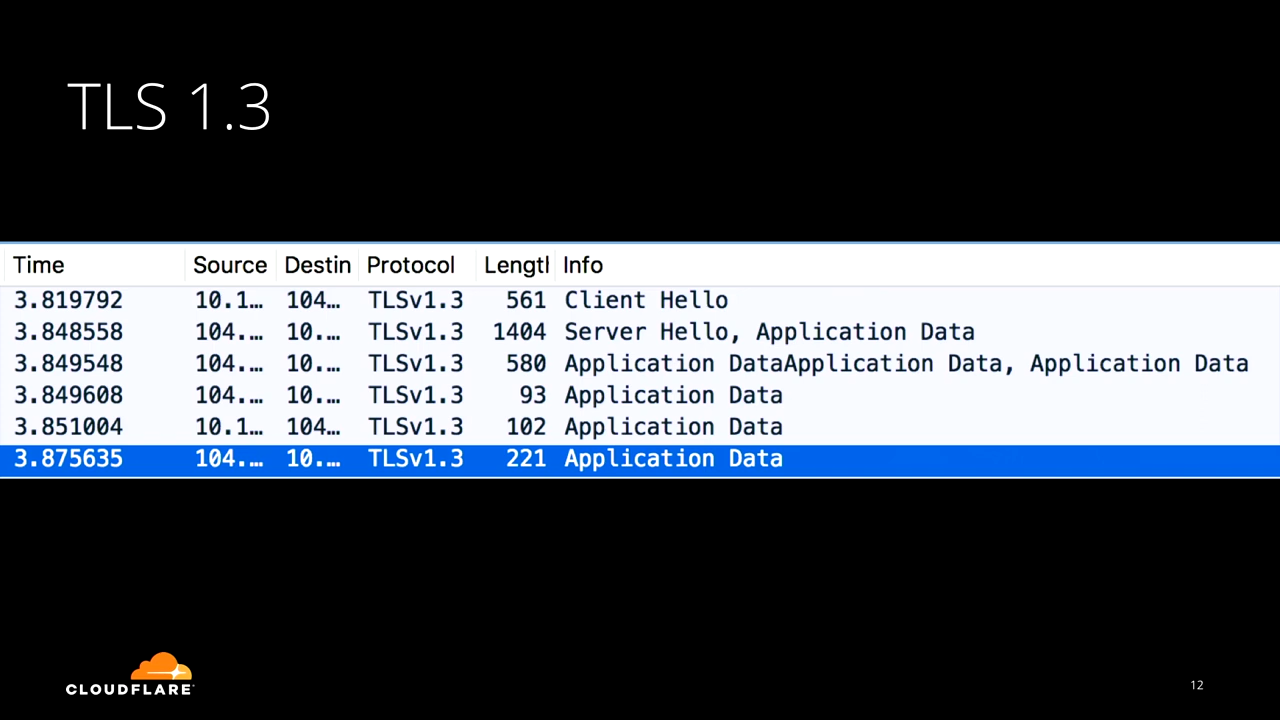 TLS 1.3
Time Source Destin Protocol Lengtl Info
3.819792 10.1… 104… TLSv1.3 561 Client Hello
3.848558 104.… 10.… TLSv1.3 1404 Server Hello, Application Data
3.849548 104.… 10.… TLSv1.3 580 Application DataApplication Data, Application Data
3.849608 104.… 10.… TLSv1.3 93 Application Data
3.851004 10.1… 104… TLSv1.3 102 Application Data
3.875635 104.… 10.… TLSv1.3 221 Application Data
CLOUDFLARE
12